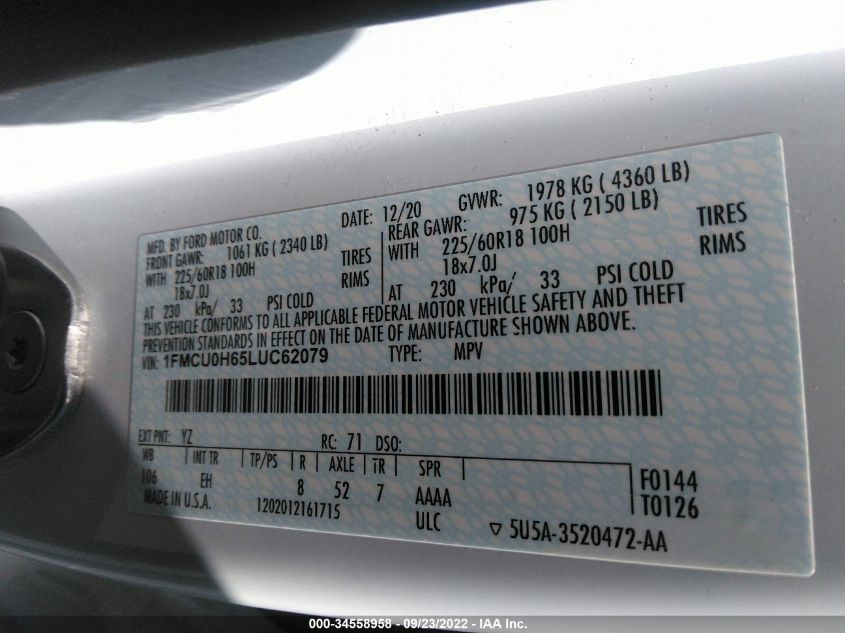 MFD. BY FORD MOTOR CO.
DATE: 12/20 GVWR: 1978 KG ( 4360 LB)
FRONT GAWR: 1061 KG ( 2340 LB) REAR GAWR: 975 KG ( 2150 LB)
WITH 225/60R18 100H TIRES WITH 225/60R18 100H TIRES
18x7.0J RIMS 18x7.0J RIMS
AT 230 kPa/ 33 PSI COLD AT 230 kPa/ 33 PSI COLD
THIS VEHICLE CONFORMS TO ALL APPLICABLE FEDERAL MOTOR VEHICLE SAFETY AND THEFT
PREVENTION STANDARDS IN EFFECT ON THE DATE OF MANUFACTURE SHOWN ABOVE.
VIN: 1FMCU0H65LUC62079 TYPE: MPV
EXT PNT: YZ RC: 71 DSO:
WB INT TR TP/PS R AXLE TR SPR
106 EH 8 52 7 AAAA
F0144
T0126
MADE IN U.S.A. 1202012161715 ULC
▽ 5U5A-3520472-AA
000-34558958 - 09/23/2022 - IAA Inc.